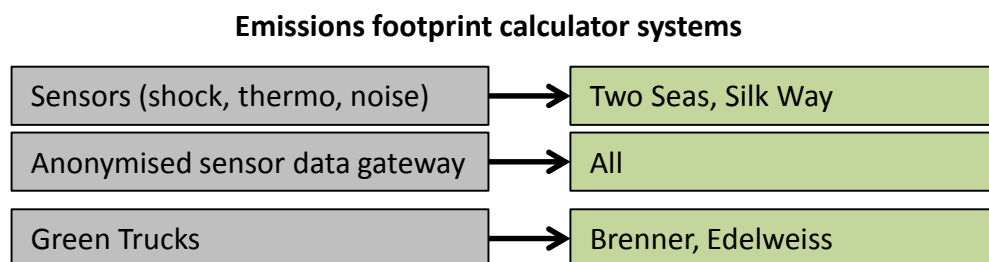 Emissions footprint calculator systems
Sensors (shock, thermo, noise)
Two Seas, Silk Way
Anonymised sensor data gateway
All
Green Trucks
Brenner, Edelweiss